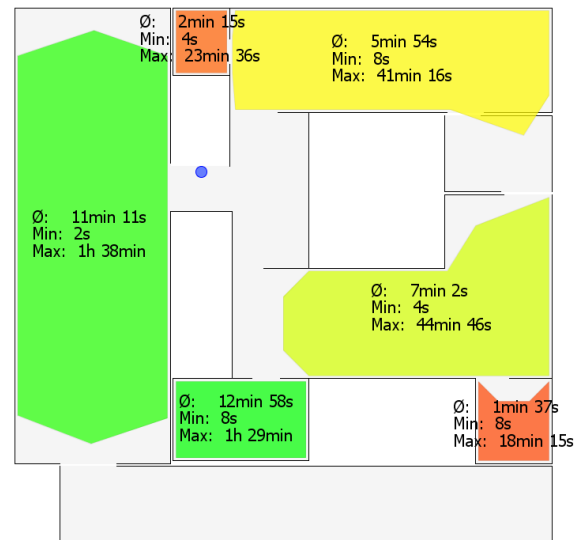 Ø: 2min 15s
Min: 4s
Max: 23min 36s
Ø: 5min 54s
Min: 8s
Max: 41min 16s
Ø: 11min 11s
Min: 2s
Max: 1h 38min
Ø: 7min 2s
Min: 4s
Max: 44min 46s
Ø: 12min 58s
Min: 8s
Max: 1h 29min
Ø: 1min 37s
Min: 8s
Max: 18min 15s